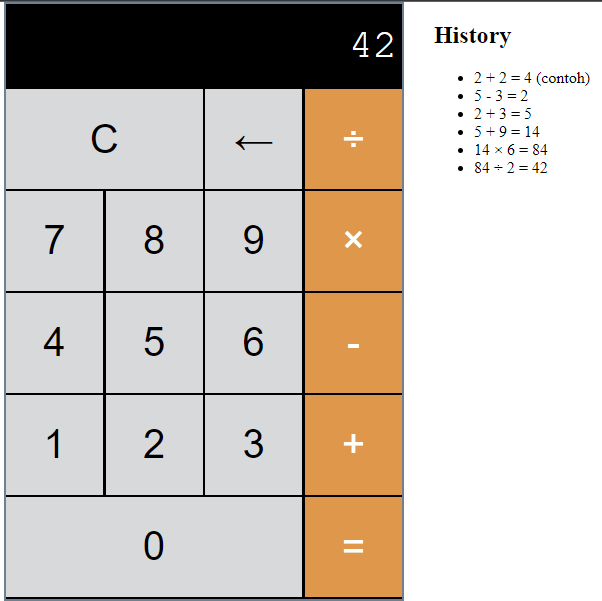 42
C ← ÷
7 8 9 ×
4 5 6 -
1 2 3 +
0 =
History
• 2 + 2 = 4 (contoh)
• 5 - 3 = 2
• 2 + 3 = 5
• 5 + 9 = 14
• 14 × 6 = 84
• 84 ÷ 2 = 42